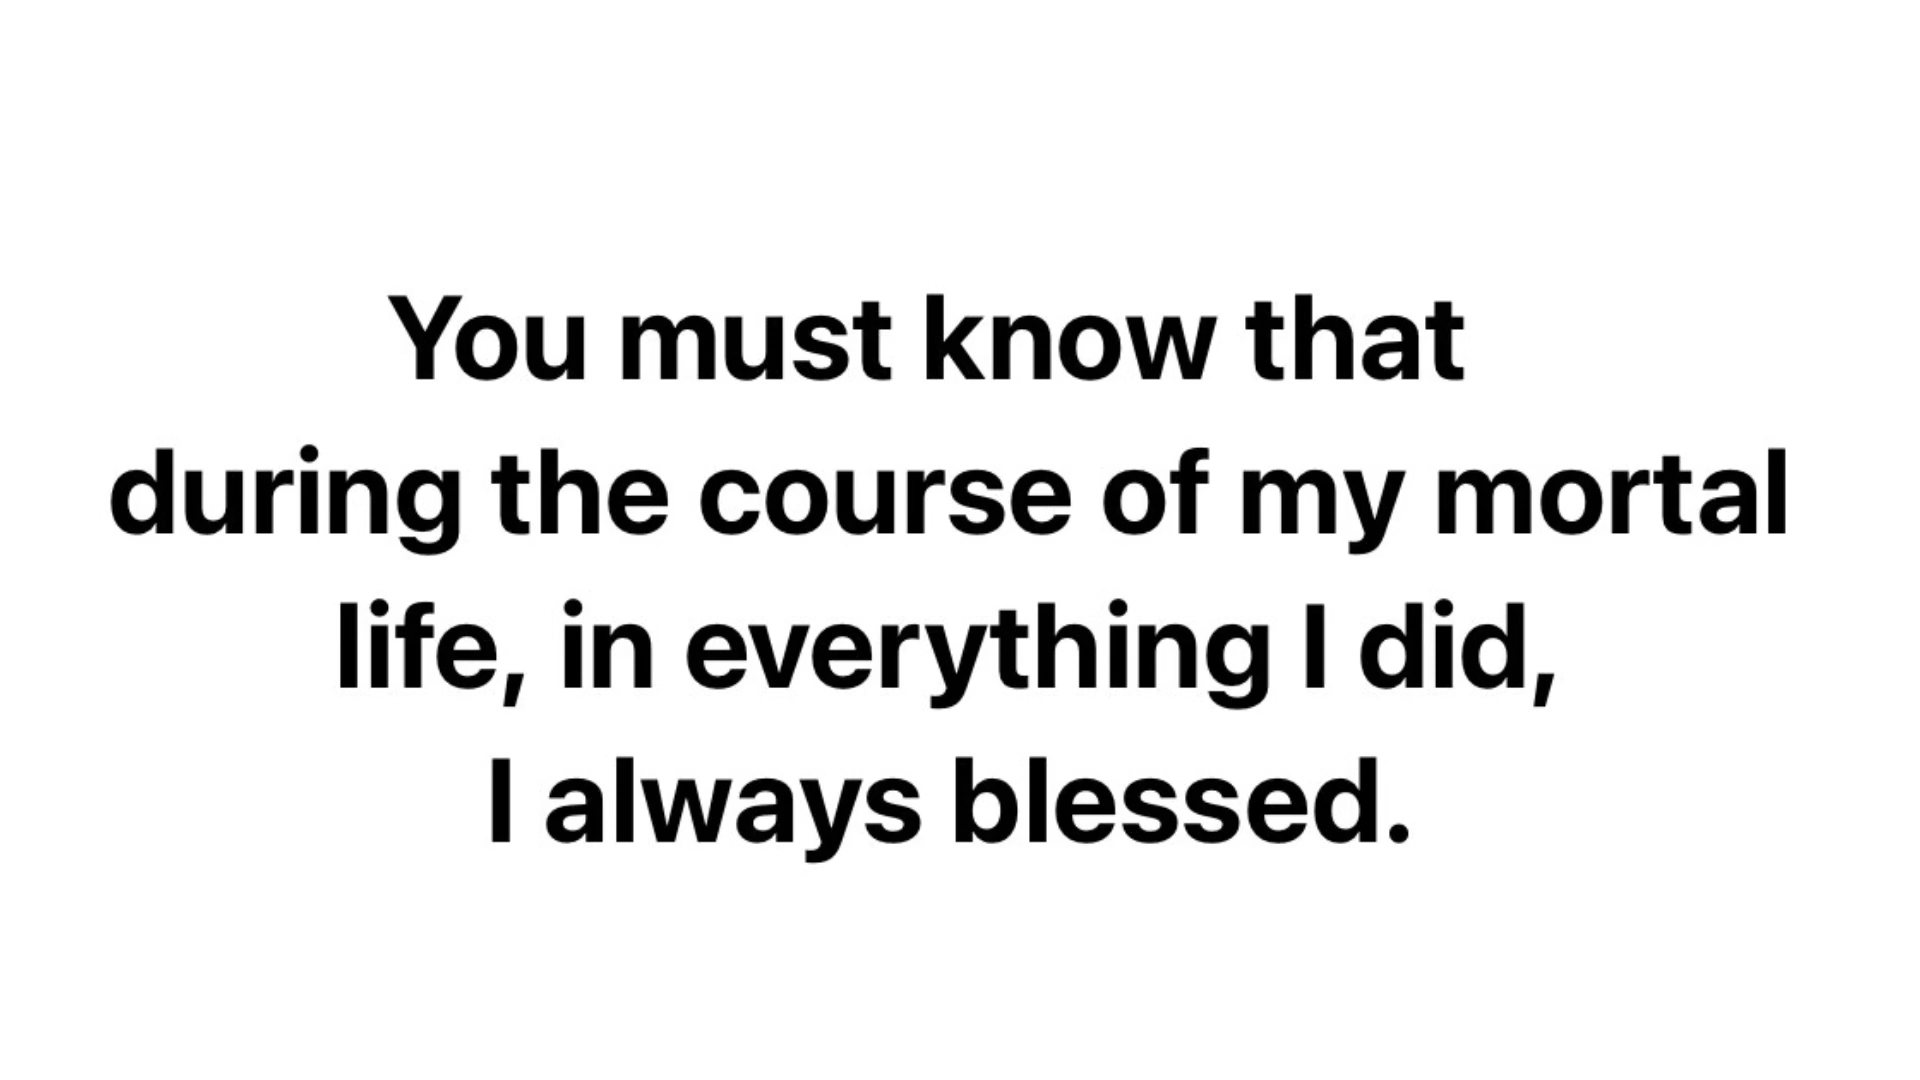 You must know that
during the course of my mortal
life, in everything I did,
I always blessed.